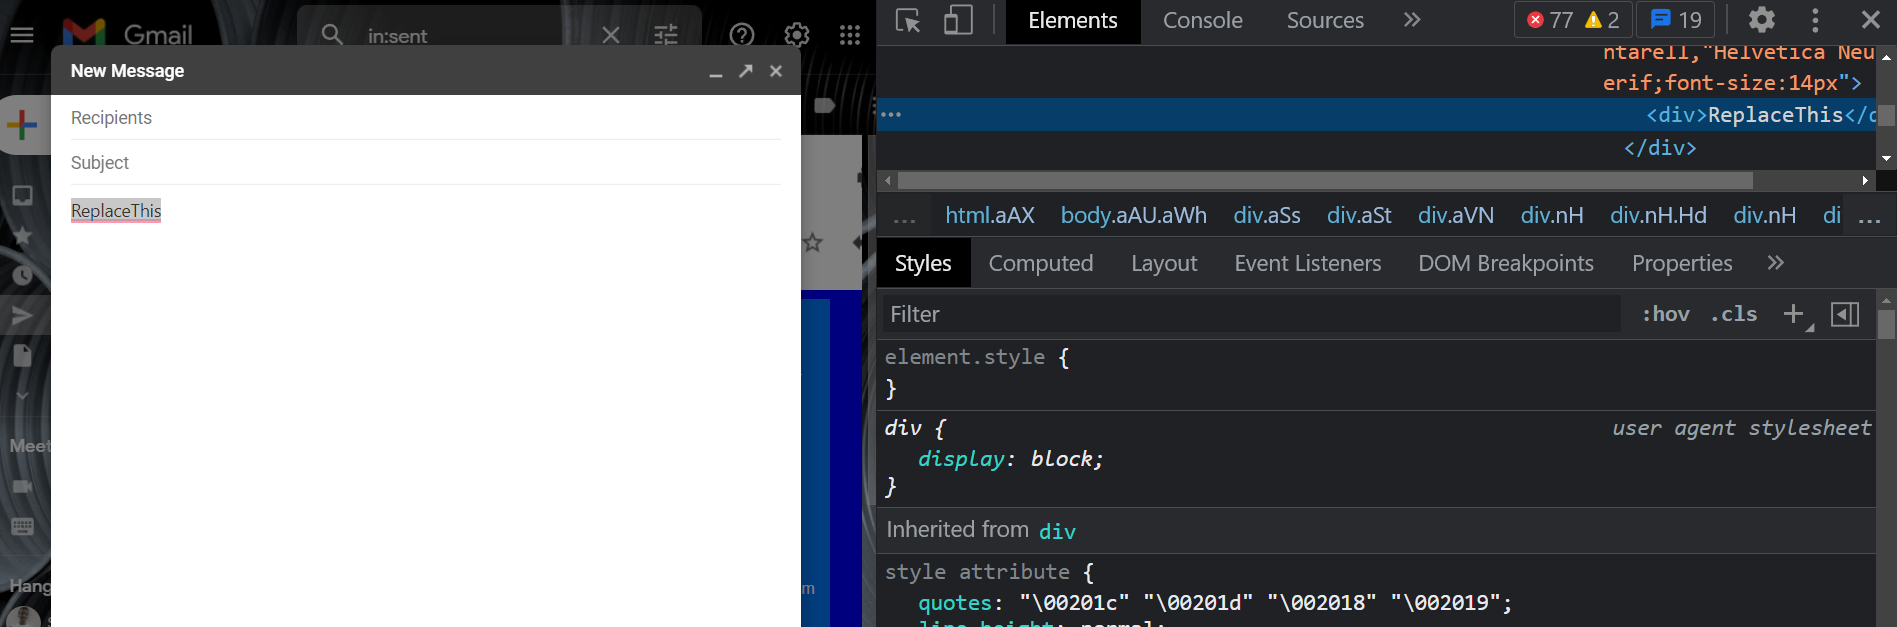 Gmail
in:sent
New Message
Recipients
Subject
ReplaceThis
Meet
Hang
m
Elements Console Sources
77 2 19
ntarell,"Helvetica Neu
erif;font-size:14px">
<div>ReplaceThis</d
</div>
... html.aAX body.aAU.aWh div.aSs div.aSt div.aVN div.nH div.nH.Hd div.nH di ...
Styles Computed Layout Event Listeners DOM Breakpoints Properties
Filter :hov .cls
element.style {
}
div { user agent stylesheet
display: block;
}
Inherited from div
style attribute {
quotes: "\00201c" "\00201d" "\002018" "\002019";
line-height: normal;